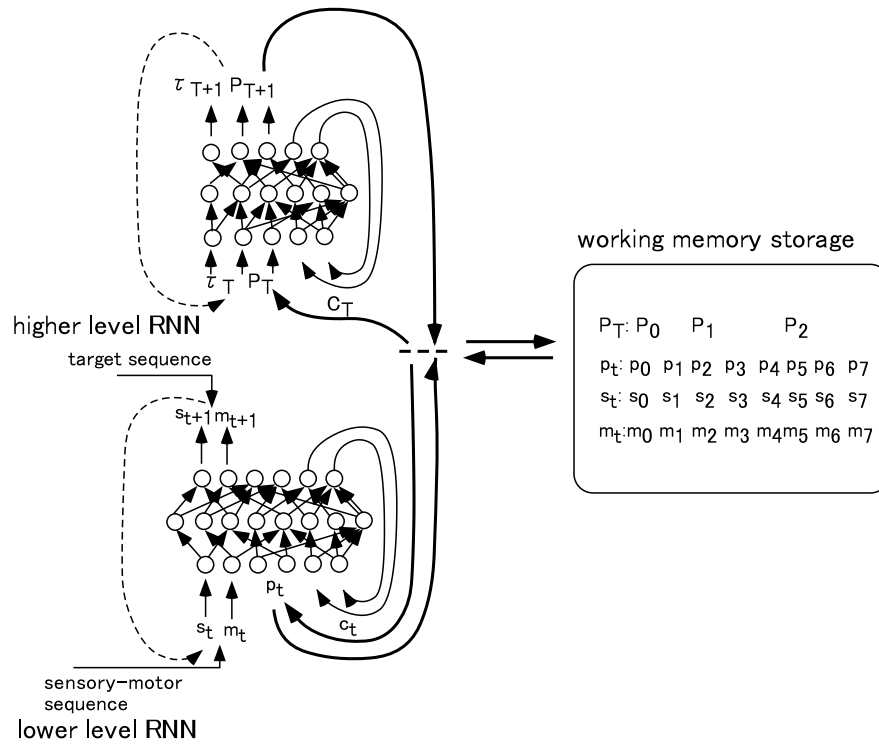 τ T+1 P T+1
τ T P T
C T
higher level RNN
target sequence
s t+1 m t+1
p t
s t m t
c t
sensory-motor
sequence
lower level RNN
working memory storage
P T: P 0 P 1 P 2
p t: p 0 p 1 p 2 p 3 p 4 p 5 p 6 p 7
s t: s 0 s 1 s 2 s 3 s 4 s 5 s 6 s 7
m t: m 0 m 1 m 2 m 3 m 4 m 5 m 6 m 7